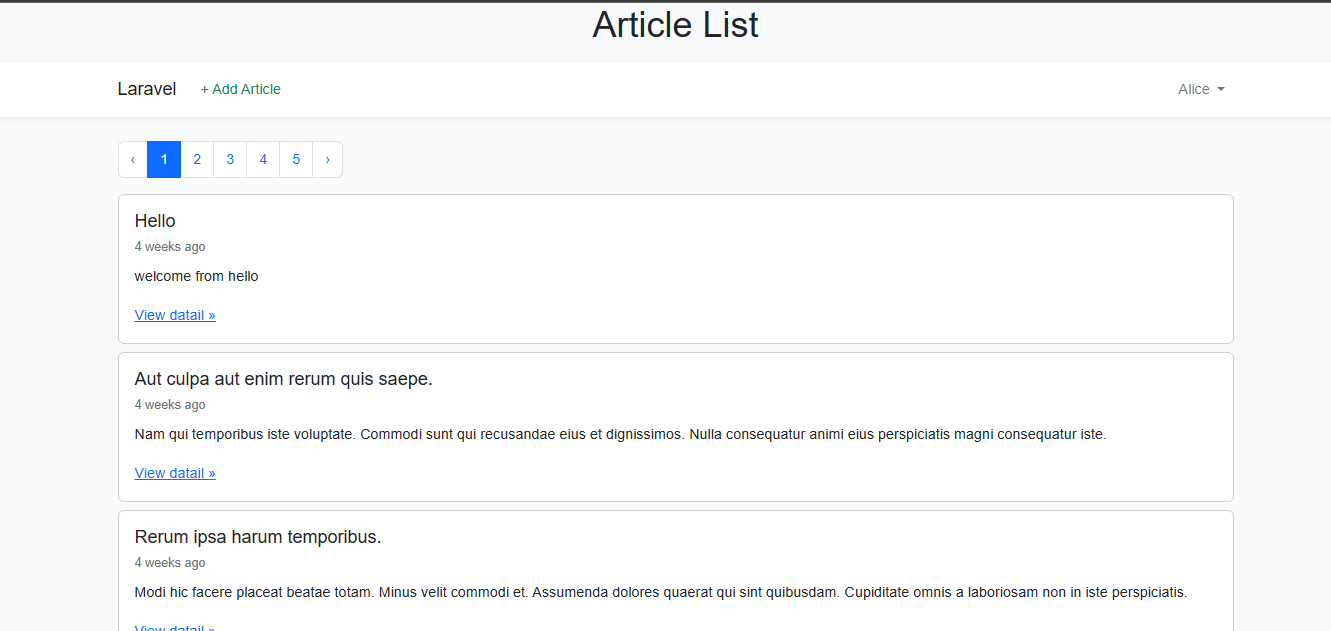 Article List
Laravel + Add Article Alice
‹ 1 2 3 4 5 ›
Hello
4 weeks ago
welcome from hello
View datail »
Aut culpa aut enim rerum quis saepe.
4 weeks ago
Nam qui temporibus iste voluptate. Commodi sunt qui recusandae eius et dignissimos. Nulla consequatur animi eius perspiciatis magni consequatur iste.
View datail »
Rerum ipsa harum temporibus.
4 weeks ago
Modi hic facere placeat beatae totam. Minus velit commodi et. Assumenda dolores quaerat qui sint quibusdam. Cupiditate omnis a laboriosam non in iste perspiciatis.
View datail »